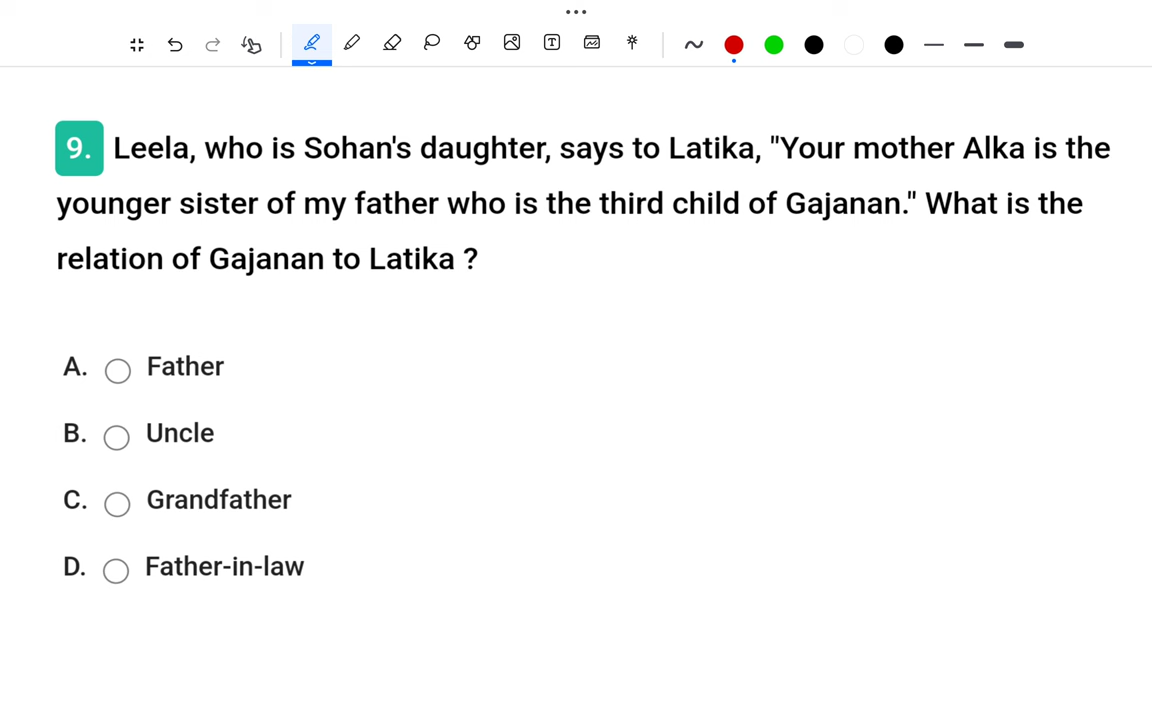 9. Leela, who is Sohan's daughter, says to Latika, "Your mother Alka is the
younger sister of my father who is the third child of Gajanan." What is the
relation of Gajanan to Latika ?
A. Father
B. Uncle
C. Grandfather
D. Father-in-law